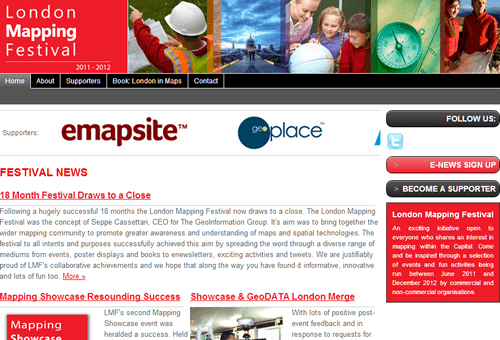 London
Mapping
Festival
2011 - 2012
Home About Supporters Book: London in Maps Contact
Supporters: emapsite™ geoplace™
FOLLOW US:
> E-NEWS SIGN UP
> BECOME A SUPPORTER
FESTIVAL NEWS
18 Month Festival Draws to a Close
Following a hugely successful 18 months the London Mapping Festival now draws to a close. The London Mapping
Festival was the concept of Seppe Cassettari, CEO for The GeoInformation Group. It's aim was to bring together the
wider mapping community to promote greater awareness and understanding of maps and spatial technologies. The
festival to all intents and purposes successfully achieved this aim by spreading the word through a diverse range of
mediums from events, poster displays and books to enewsletters, exciting activities and tweets. We are justifiably
proud of LMF's collaborative achievements and we hope that along the way you have found it informative, innovative
and lots of fun too. More »
London Mapping Festival
An exciting initiative open to
everyone who shares an interest in
mapping within the Capital. Come
and be inspired through a selection
of events and fun activities being
run between June 2011 and
December 2012 by commercial and
non-commercial organisations.
Mapping Showcase Resounding Success
Mapping
Showcase
LMF's second Mapping
Showcase event was
heralded a success. Held
Showcase & GeoDATA London Merge
With lots of positive post-
event feedback and in
response to requests for